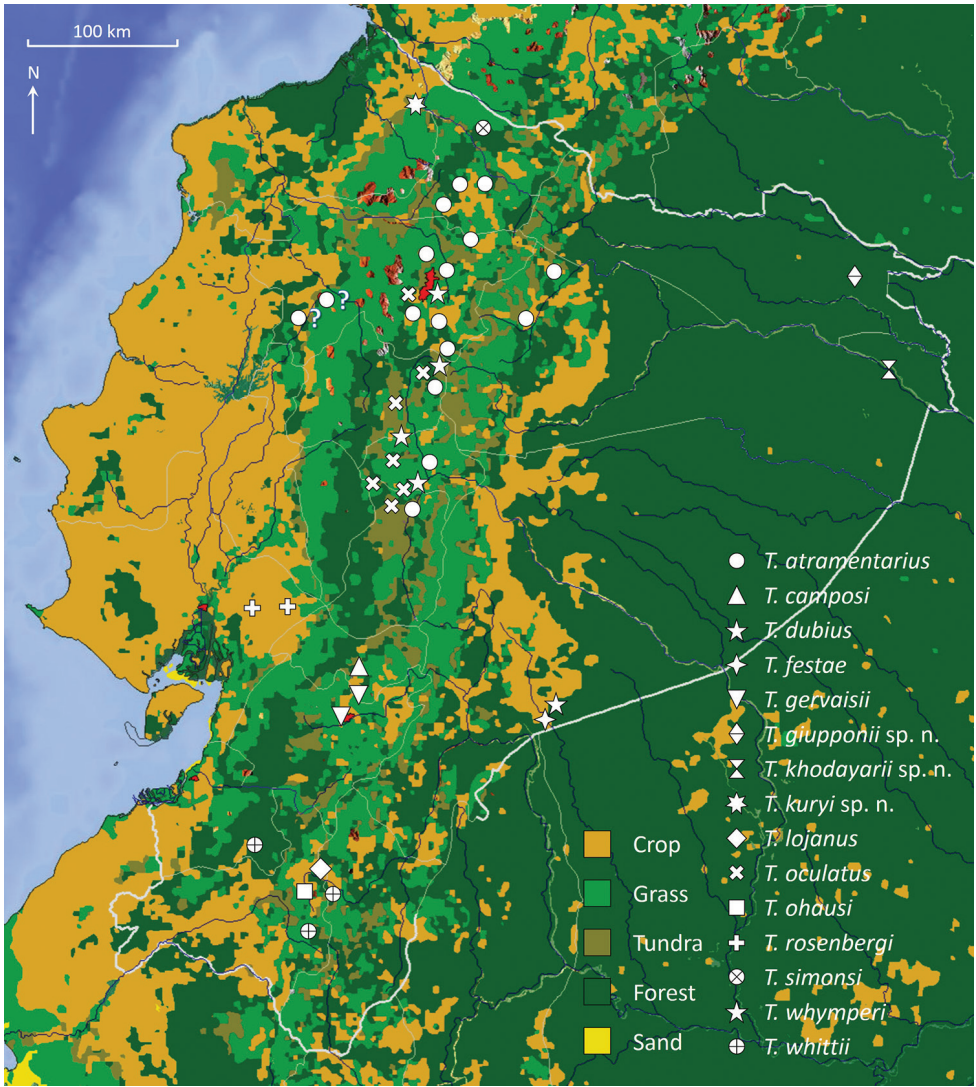 100 km
N
?
?
T. atramentarius
T. camposi
T. dubius
T. festae
T. gervaisii
T. giupponii sp. n.
T. khodayarii sp. n.
T. kuryi sp. n.
T. lojanus
T. oculatus
T. ohausi
T. rosenbergi
T. simonsi
T. whymperi
T. whittii
Crop
Grass
Tundra
Forest
Sand